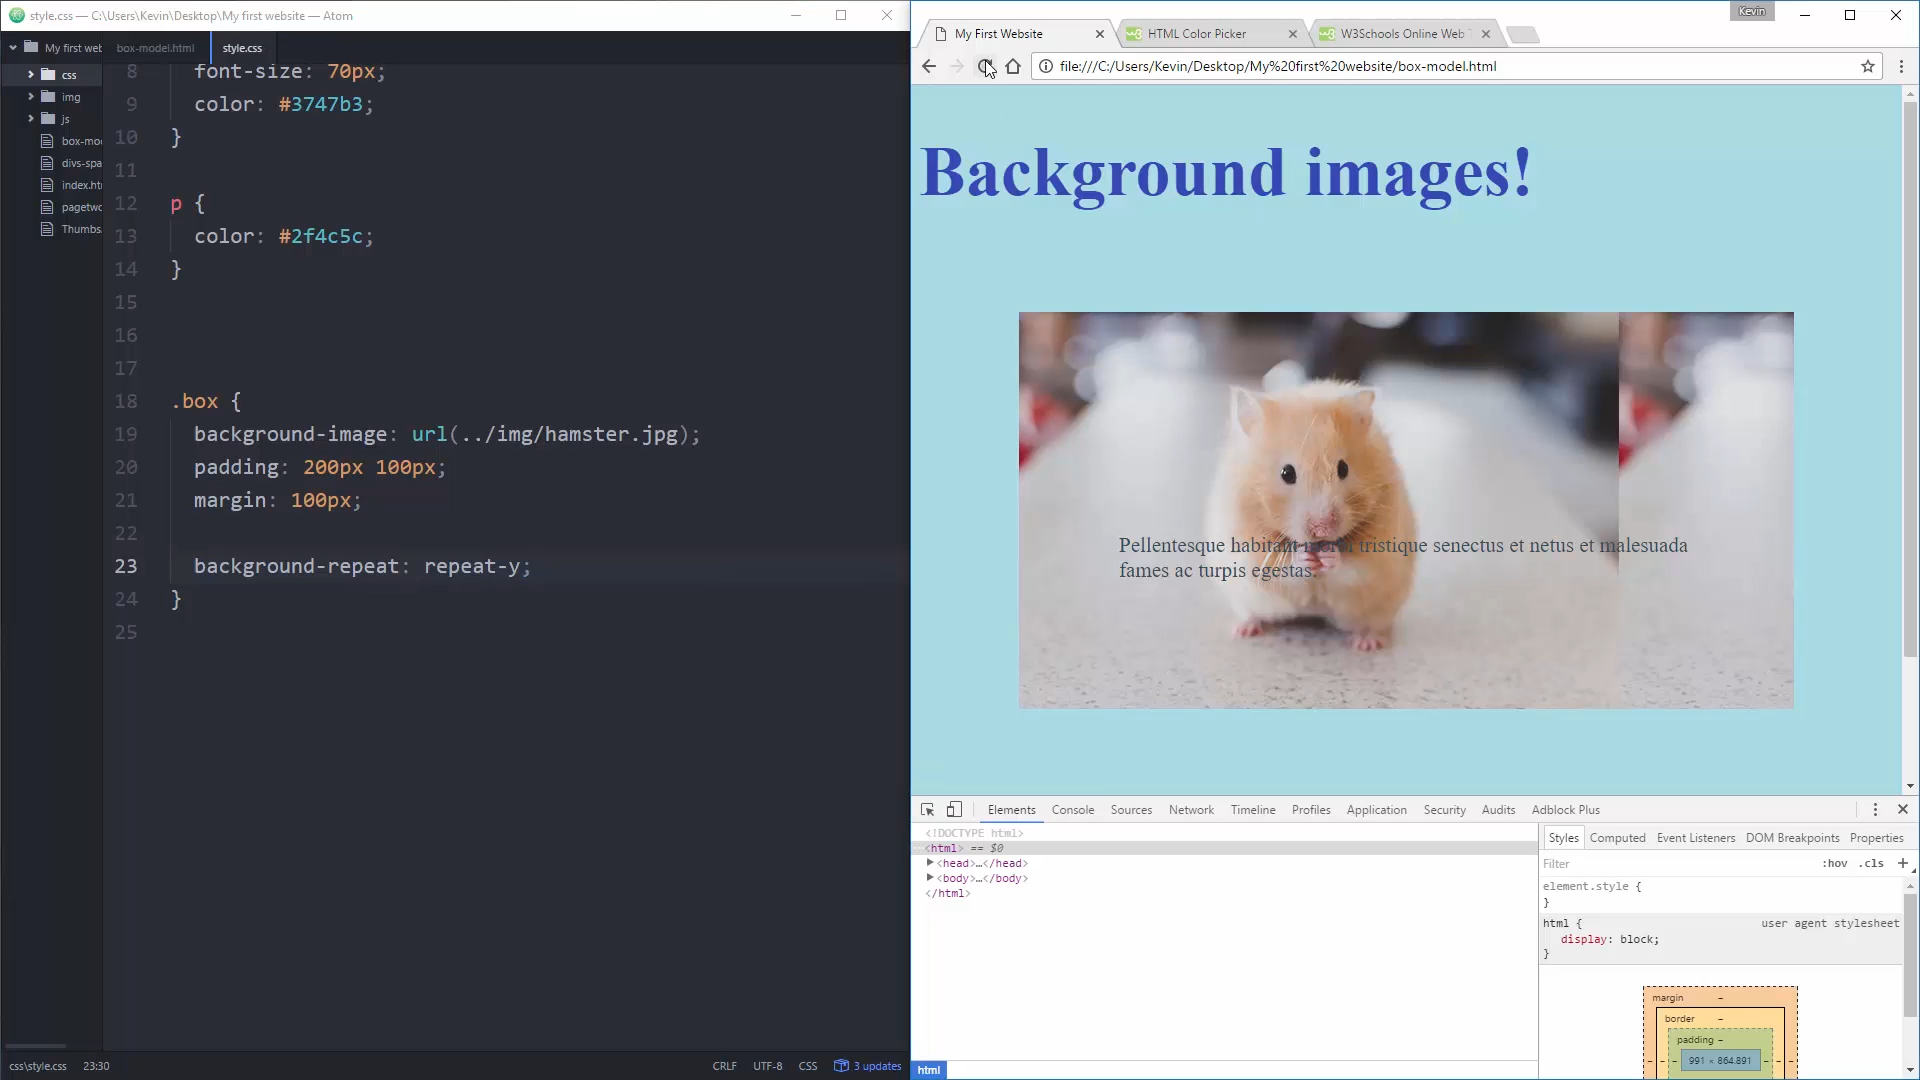 style.css — C:\Users\Kevin\Desktop\My first website — Atom
My first web
box-model.html
style.css
css
img
js
box-mo
divs-spa
index.ht
pagetwo
Thumbs.
8 font-size: 70px;
9 color: #3747b3;
10 }
11
12 p {
13 color: #2f4c5c;
14 }
15
16
17
18 .box {
19 background-image: url(../img/hamster.jpg);
20 padding: 200px 100px;
21 margin: 100px;
22
23 background-repeat: repeat-y;
24 }
25
css\style.css 23:30
CRLF UTF-8 CSS 3 updates
Kevin
My First Website
HTML Color Picker
W3Schools Online Web
file:///C:/Users/Kevin/Desktop/My%20first%20website/box-model.html
Background images!
Pellentesque habitant morbi tristique senectus et netus et malesuada
fames ac turpis egestas.
Elements Console Sources Network Timeline Profiles Application Security Audits Adblock Plus
<!DOCTYPE html>
<html> == $0
<head>…</head>
<body>…</body>
</html>
html
Styles Computed Event Listeners DOM Breakpoints Properties
Filter :hov .cls +
element.style {
}
html { user agent stylesheet
display: block;
}
margin –
border –
padding –
991 × 864.891